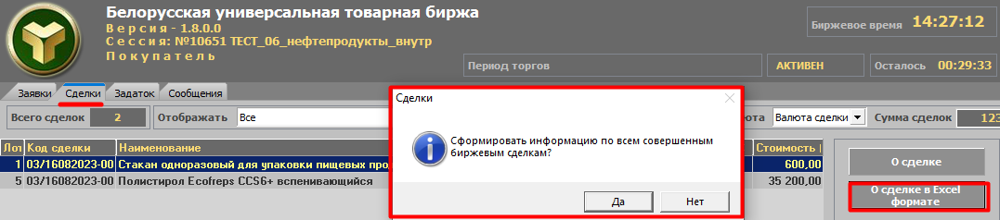 Белорусская универсальная товарная биржа
Версия - 1.8.0.0
Сессия: №10651 ТЕСТ_06_нефтепродукты_внутр
Покупатель
Биржевое время 14:27:12
Период торгов АКТИВЕН Осталось 00:29:33
Заявки Сделки Задаток Сообщения
Всего сделок 2 Отображать Все Валюта сделки Сумма сделок 123
Сделки
Сформировать информацию по всем совершенным
биржевым сделкам?
Да Нет
Лот Код сделки Наименование Стоимость
1 03/16082023-00 Стакан одноразовый для упаковки пищевых про 600,00
5 03/16082023-00 Полистирол Ecofreps CCS6+ вспенивающийся 35 200,00
О сделке
О сделке в Excel
формате